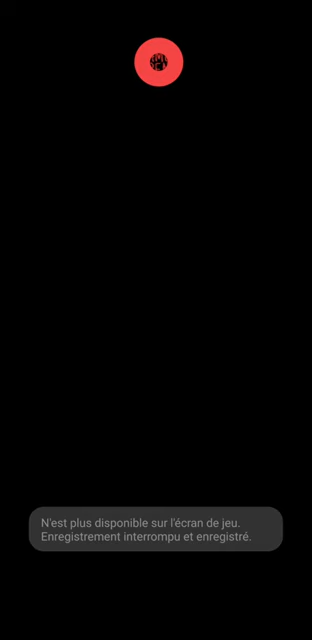 N'est plus disponible sur l'écran de jeu.
Enregistrement interrompu et enregistré.